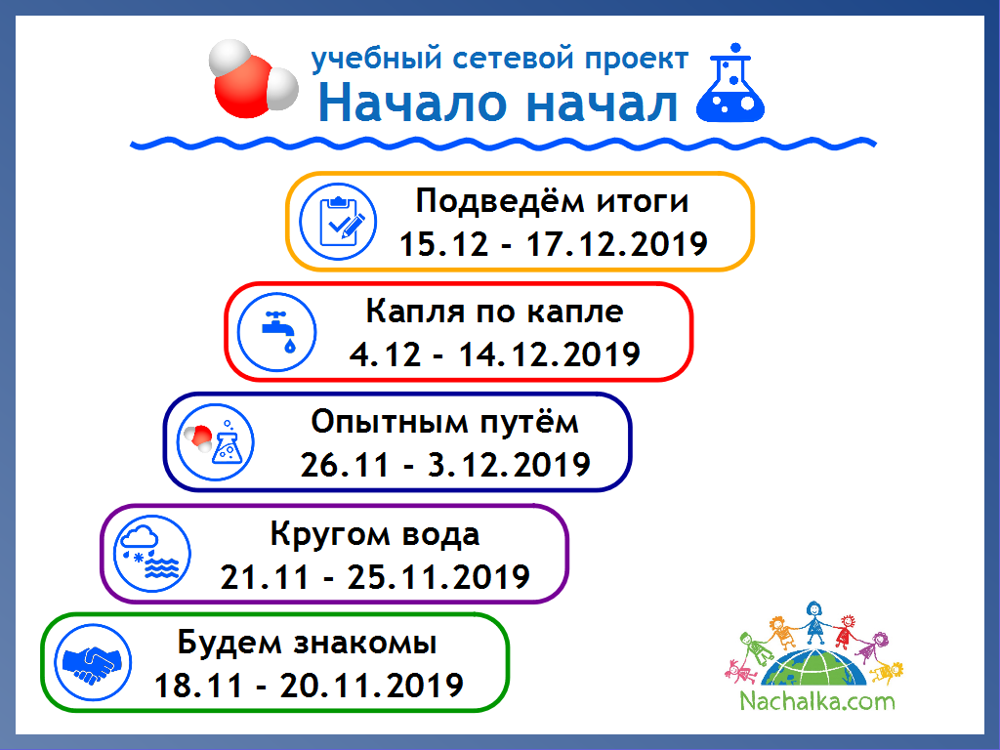 учебный сетевой проект
Начало начал
Подведём итоги
15.12 - 17.12.2019
Капля по капле
4.12 - 14.12.2019
Опытным путём
26.11 - 3.12.2019
Кругом вода
21.11 - 25.11.2019
Будем знакомы
18.11 - 20.11.2019
Nachalka.com